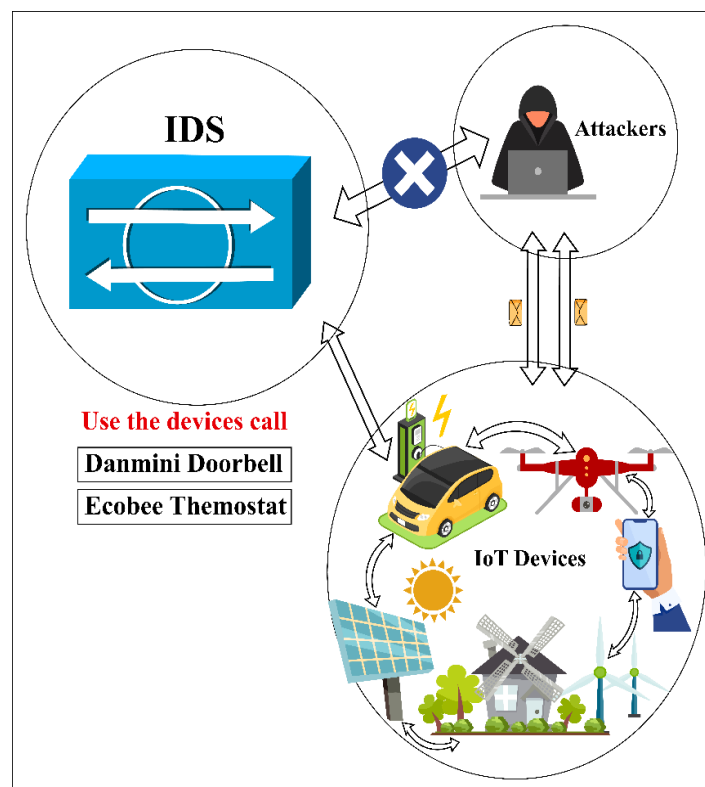 IDS
Attackers
Use the devices call
Danmini Doorbell
Ecobee Themostat
IoT Devices